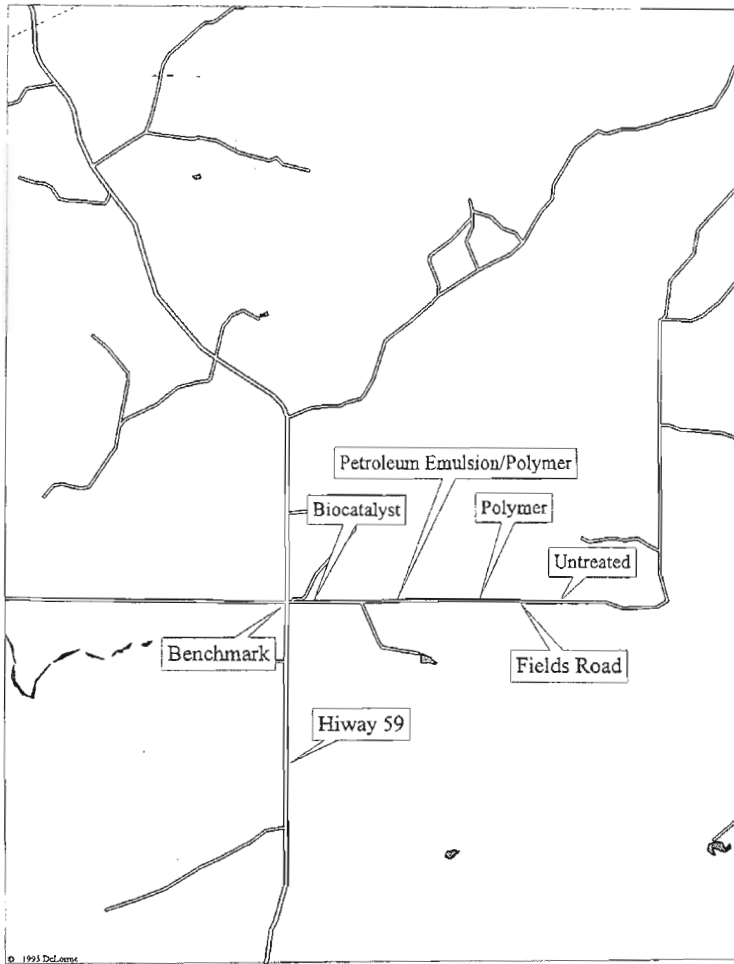 Petroleum Emulsion/Polymer
Biocatalyst
Polymer
Untreated
Benchmark
Fields Road
Hiway 59
© 1993 DeLorme